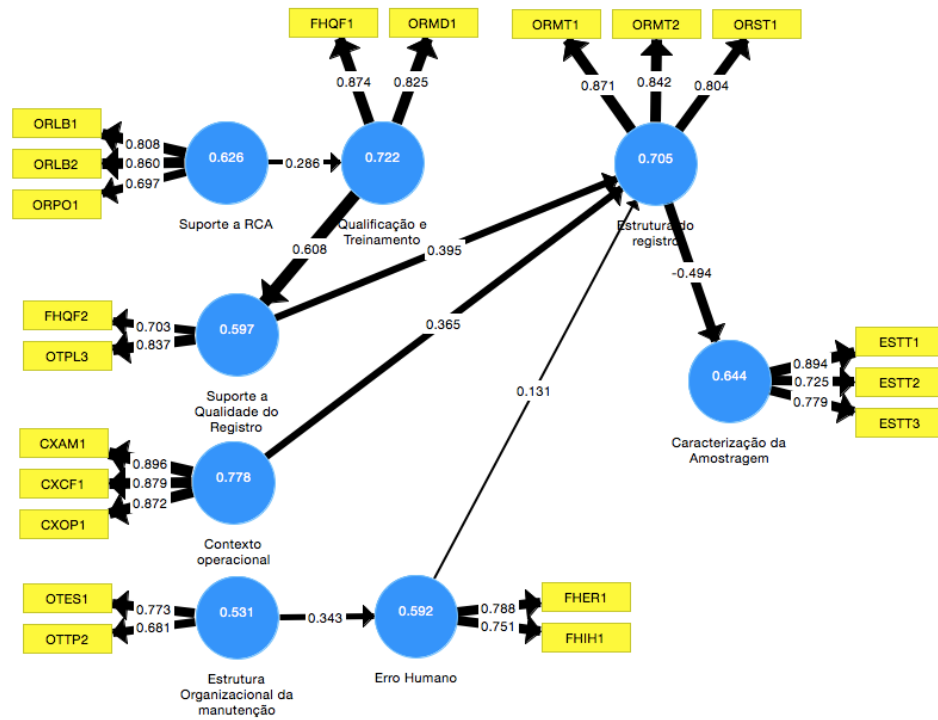 FHQF1
ORMD1
ORMT1
ORMT2
ORST1
0.874
0.825
0.871
0.842
0.804
ORLB1
ORLB2
ORPO1
0.808
0.860
0.697
0.626
0.286
0.722
0.705
Suporte a RCA
Qualificação e
Treinamento
Estrutura do
registro
0.608
0.395
-0.494
FHQF2
OTPL3
0.703
0.837
0.597
0.365
Suporte a
Qualidade do
Registro
0.131
0.644
0.894
0.725
0.779
ESTT1
ESTT2
ESTT3
Caracterização da
Amostragem
CXAM1
CXCF1
CXOP1
0.896
0.879
0.872
0.778
Contexto
operacional
OTES1
OTTP2
0.773
0.681
0.531
0.343
0.592
0.788
0.751
FHER1
FHIH1
Estrutura
Organizacional da
manutenção
Erro Humano